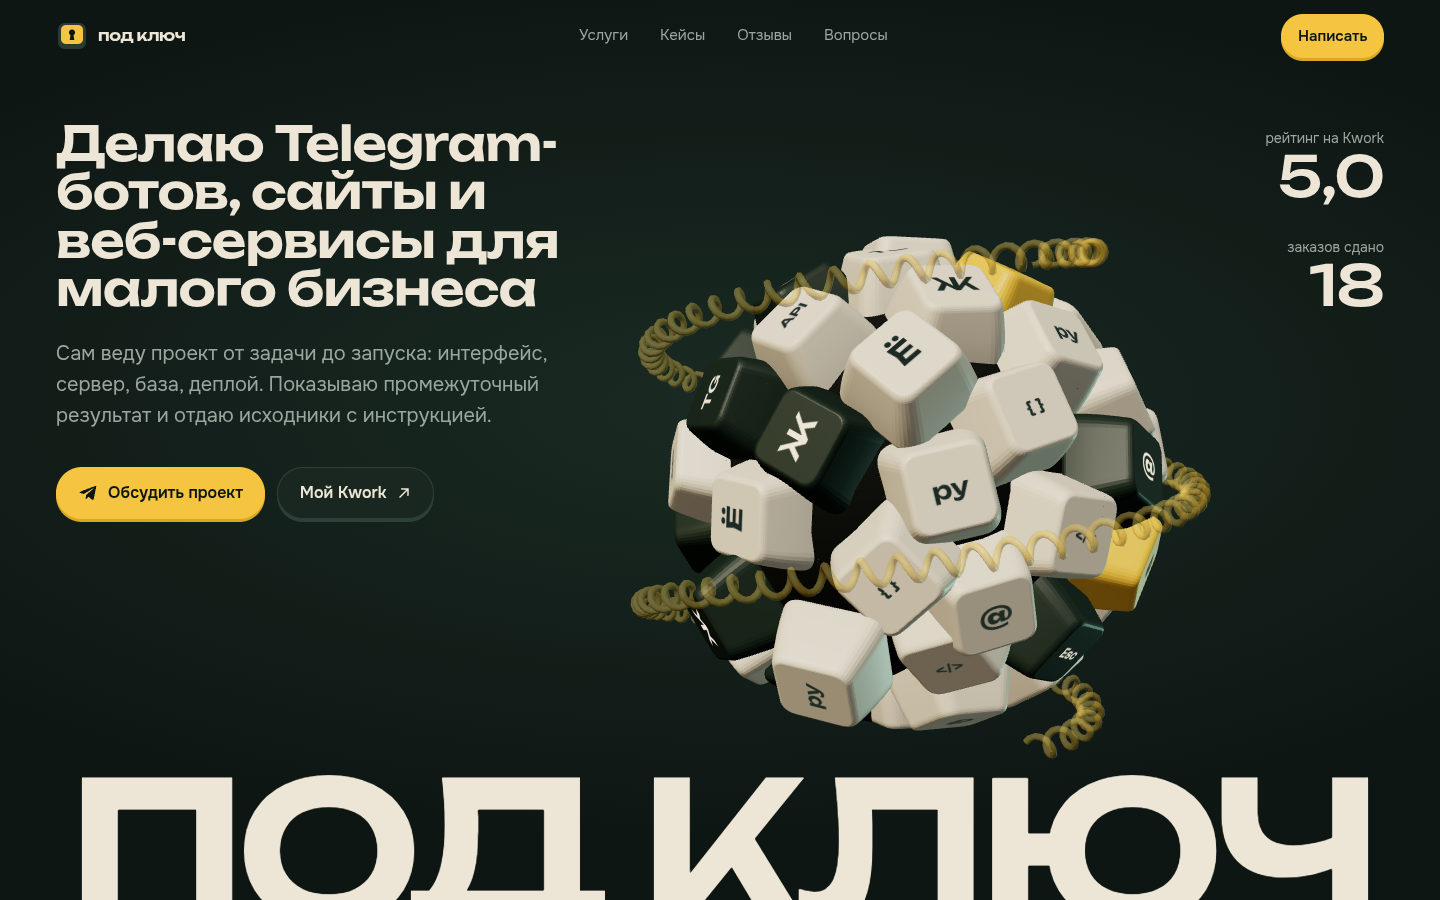 под ключ
Услуги
Кейсы
Отзывы
Вопросы
Написать
Делаю Telegram-
ботов, сайты и
веб-сервисы для
малого бизнеса
рейтинг на Kwork
5,0
заказов сдано
18
Сам веду проект от задачи до запуска: интерфейс,
сервер, база, деплой. Показываю промежуточный
результат и отдаю исходники с инструкцией.
Обсудить проект
Мой Kwork
Ж
API
ру
Ё
{ }
TG
Ж
@
ру
Ё
{ }
@
Esc
</>
ру
ПОД КЛЮЧ